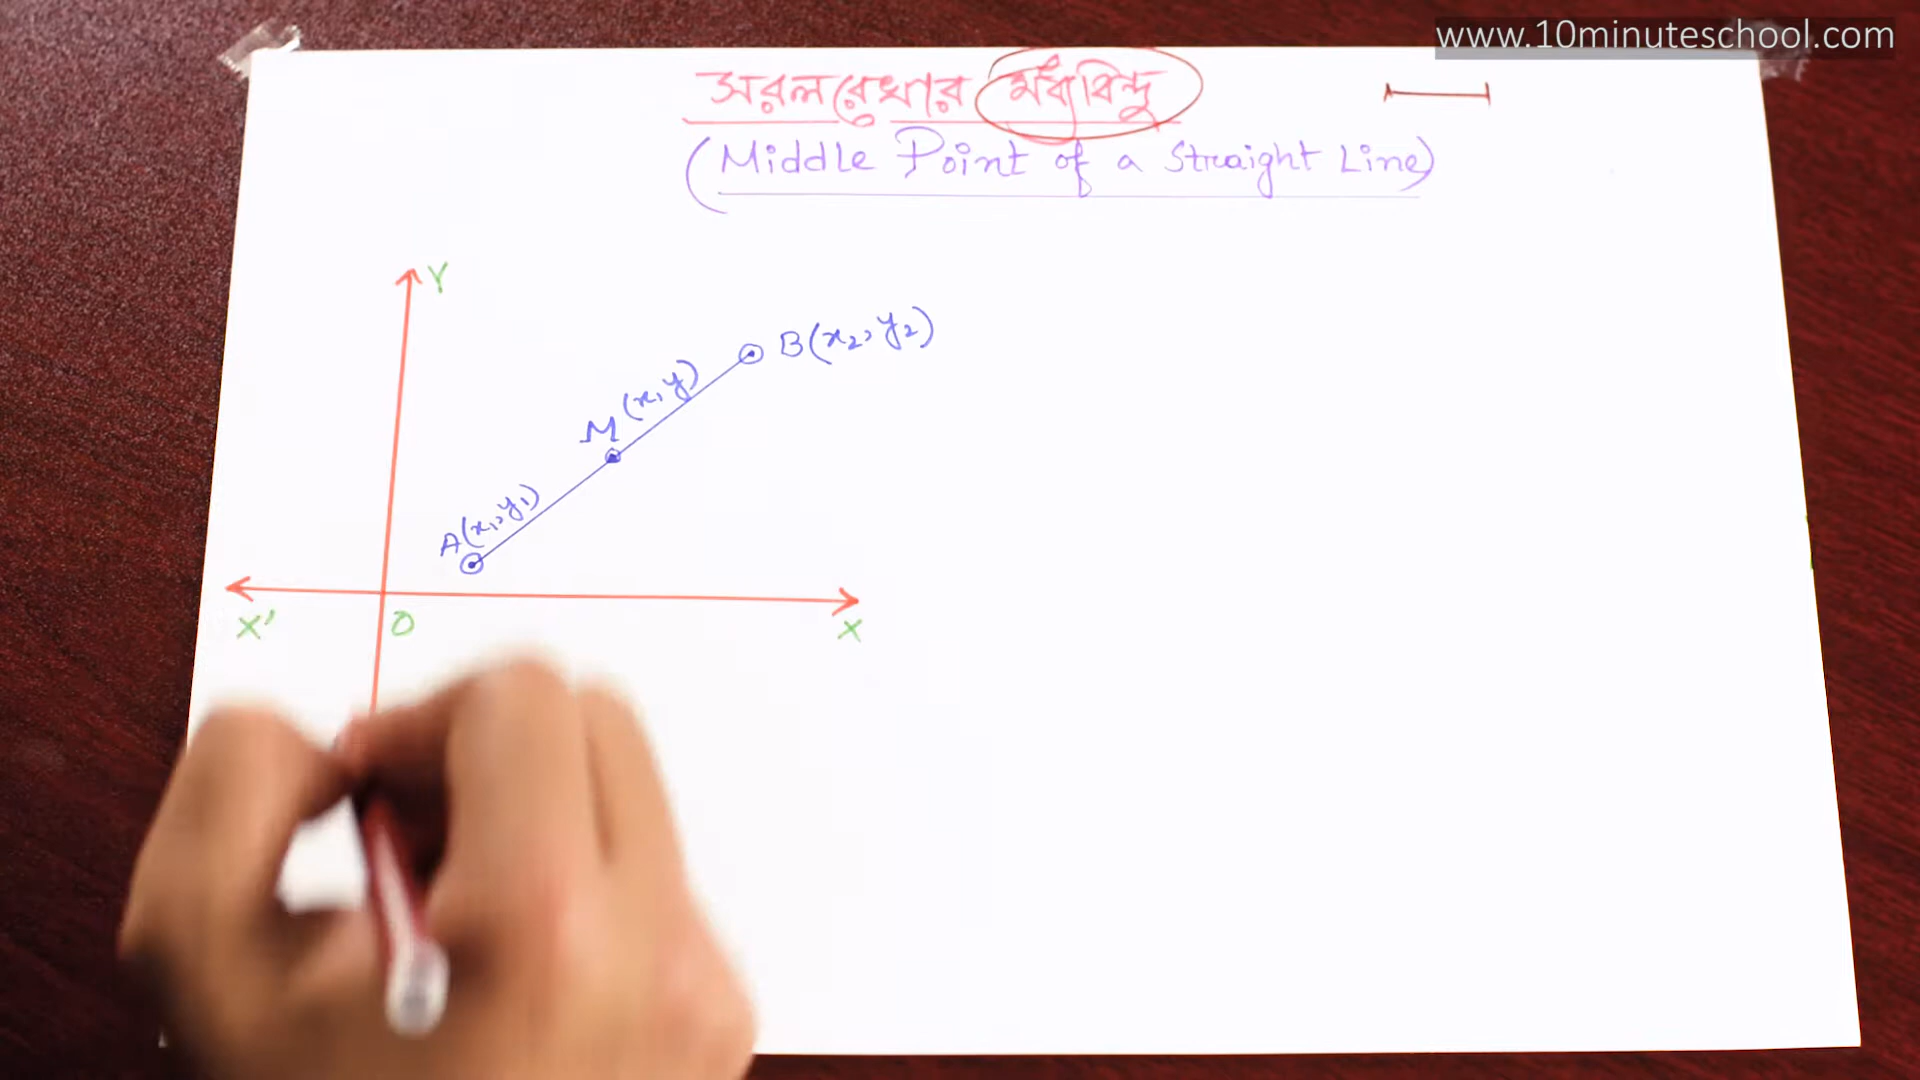 www.10minuteschool.com
সরলরেখার মধ্যবিন্দু
(Middle Point of a Straight Line)
Y
B(x₂, y₂)
M(x, y)
A(x₁, y₁)
X' O X